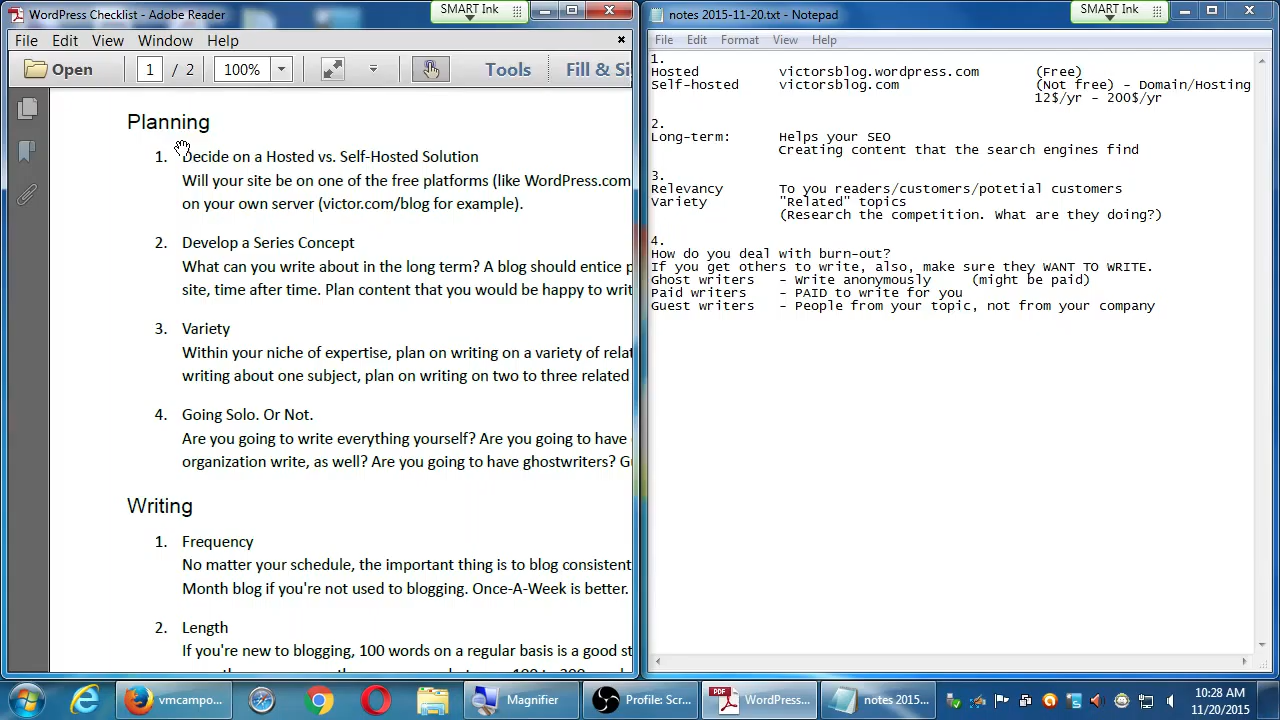 WordPress Checklist - Adobe Reader
SMART Ink
File Edit View Window Help
Open 1 / 2 100% Tools Fill & Si
Planning
1. Decide on a Hosted vs. Self-Hosted Solution
Will your site be on one of the free platforms (like WordPress.com
on your own server (victor.com/blog for example).
2. Develop a Series Concept
What can you write about in the long term? A blog should entice p
site, time after time. Plan content that you would be happy to writ
3. Variety
Within your niche of expertise, plan on writing on a variety of relat
writing about one subject, plan on writing on two to three related
4. Going Solo. Or Not.
Are you going to write everything yourself? Are you going to have
organization write, as well? Are you going to have ghostwriters? Gu
Writing
1. Frequency
No matter your schedule, the important thing is to blog consistent
Month blog if you're not used to blogging. Once-A-Week is better.
2. Length
If you're new to blogging, 100 words on a regular basis is a good st
notes 2015-11-20.txt - Notepad
SMART Ink
File Edit Format View Help
1.
Hosted victorsblog.wordpress.com (Free)
Self-hosted victorsblog.com (Not free) - Domain/Hosting
12$/yr - 200$/yr
2.
Long-term: Helps your SEO
Creating content that the search engines find
3.
Relevancy To you readers/customers/potetial customers
Variety "Related" topics
(Research the competition. What are they doing?)
4.
How do you deal with burn-out?
If you get others to write, also, make sure they WANT TO WRITE.
Ghost writers - Write anonymously (might be paid)
Paid writers - PAID to write for you
Guest writers - People from your topic, not from your company
vmcampo... Magnifier Profile: Scr... PDF WordPress... notes 2015...
10:28 AM
11/20/2015